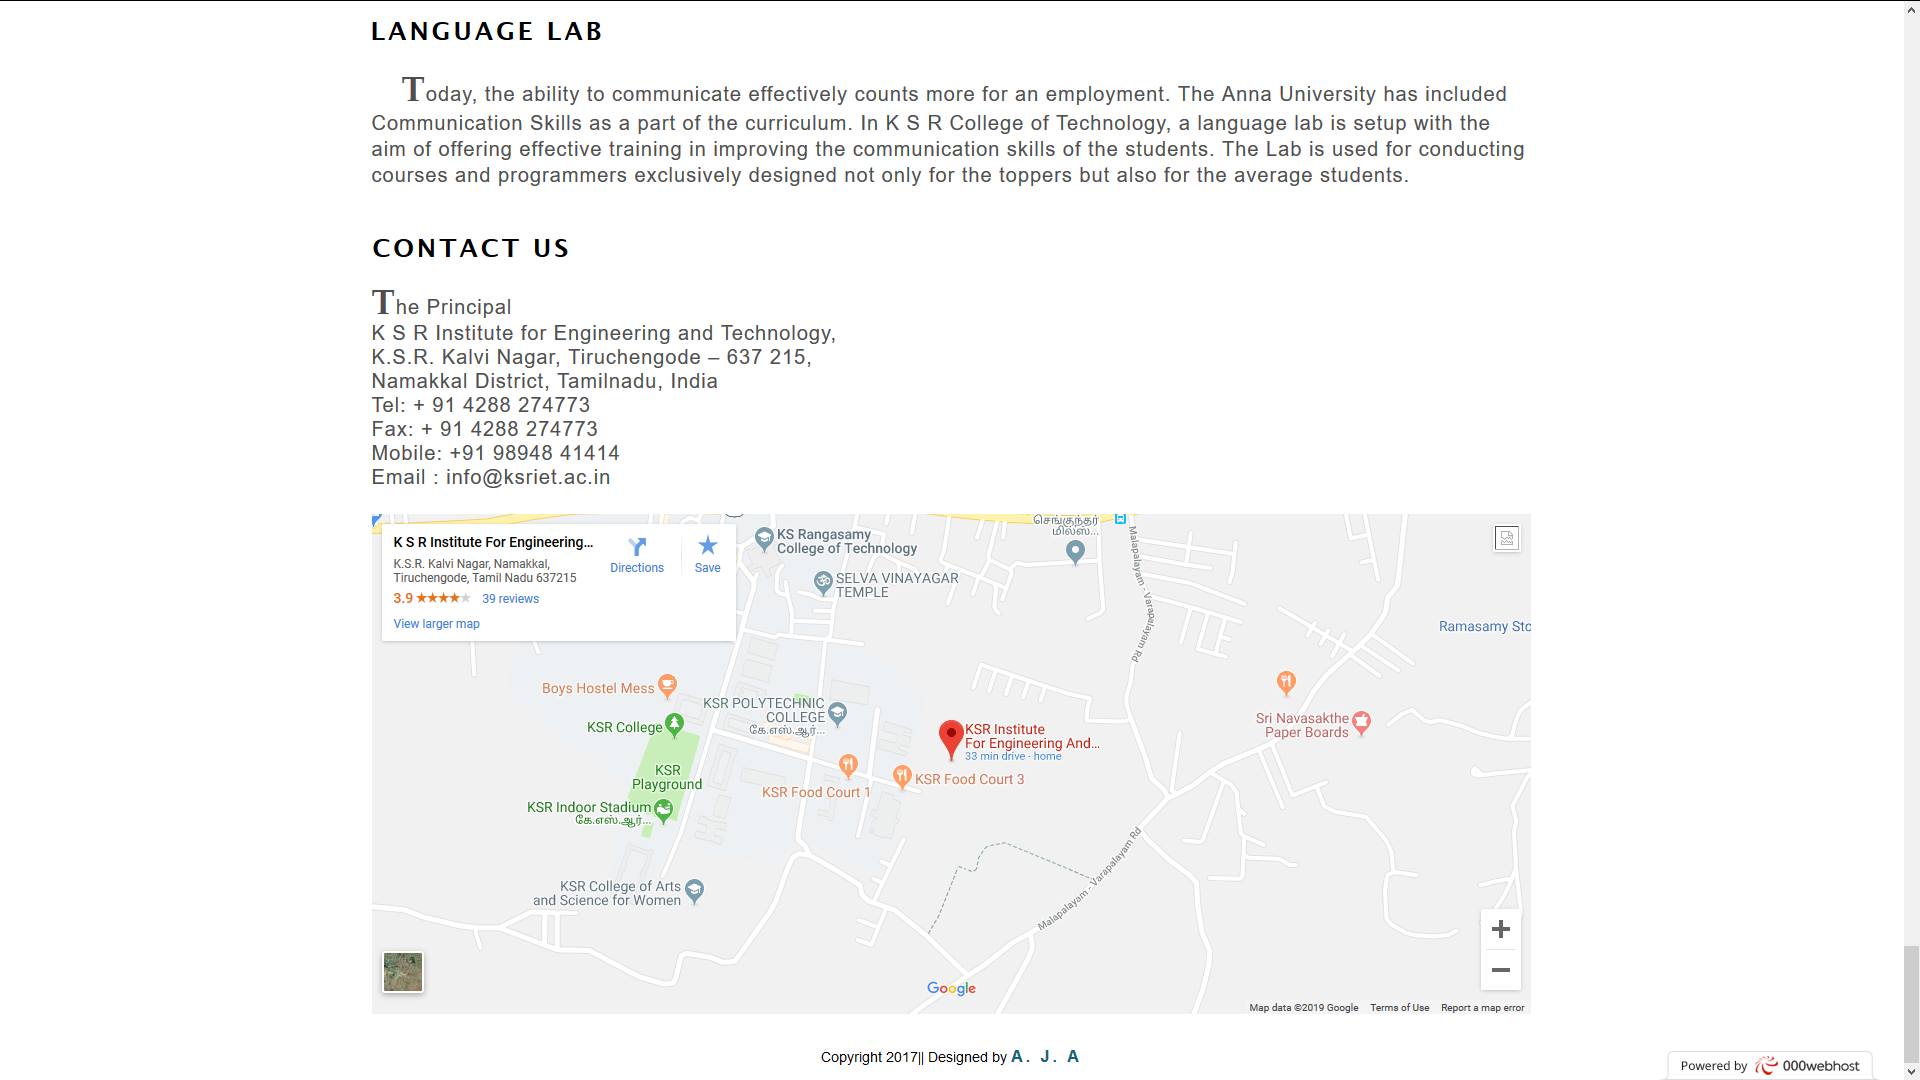 LANGUAGE LAB
Today, the ability to communicate effectively counts more for an employment. The Anna University has included
Communication Skills as a part of the curriculum. In K S R College of Technology, a language lab is setup with the
aim of offering effective training in improving the communication skills of the students. The Lab is used for conducting
courses and programmers exclusively designed not only for the toppers but also for the average students.
CONTACT US
The Principal
K S R Institute for Engineering and Technology,
K.S.R. Kalvi Nagar, Tiruchengode – 637 215,
Namakkal District, Tamilnadu, India
Tel: + 91 4288 274773
Fax: + 91 4288 274773
Mobile: +91 98948 41414
Email : info@ksriet.ac.in
K S R Institute For Engineering...
K.S.R. Kalvi Nagar, Namakkal,
Tiruchengode, Tamil Nadu 637215
3.9 39 reviews
View larger map
Directions
Save
KS Rangasamy
College of Technology
SELVA VINAYAGAR
TEMPLE
செங்குந்தர்
மில்ஸ்...
Malapalayam - Varapalayam Rd
Ramasamy Sto
Boys Hostel Mess
KSR College
KSR POLYTECHNIC
COLLEGE
கே.எஸ்.ஆர்...
KSR Institute
For Engineering And...
33 min drive - home
Sri Navasakthe
Paper Boards
KSR
Playground
KSR Food Court 1
KSR Food Court 3
KSR Indoor Stadium
கே.எஸ்.ஆர்...
Malapalayam - Varapalayam Rd
KSR College of Arts
and Science for Women
Google
Map data ©2019 Google Terms of Use Report a map error
Copyright 2017|| Designed by A. J. A
Powered by 000webhost